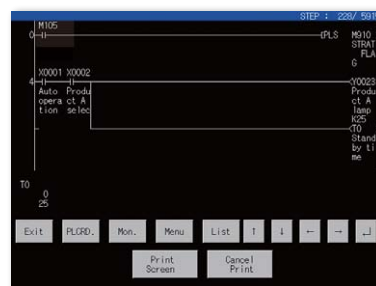 STEP : 228/ 591
M105
0 PLS M910
STRAT
FLA
G
X0001 X0002
4 Y0023
Auto Produ Produ
opera ct A ct A
tion selec lamp
K25
T0
Stand
by ti
me
T0
0
25
Exit PLCRD. Mon. Menu List ↑ ↓ ← → ↵
Print Cancel
Screen Print